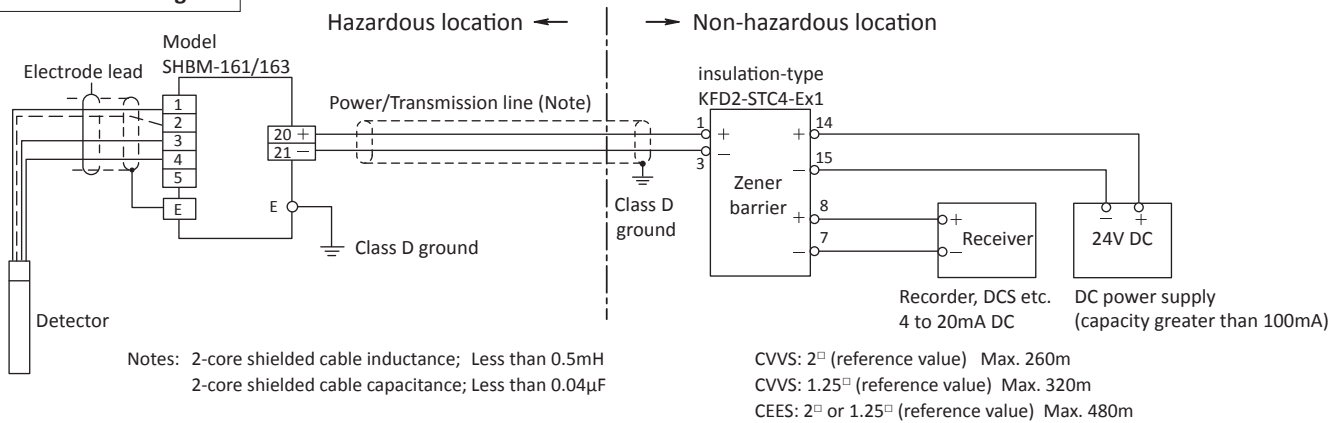 Hazardous location
Non-hazardous location
Model
SHBM-161/163
Electrode lead
1
2
3
4
5
E
Power/Transmission line (Note)
20 +
21 −
E
Class D ground
Class D
ground
insulation-type
KFD2-STC4-Ex1
1
3
+
−
Zener
barrier
+
−
+
−
14
15
8
7
+
−
Receiver
− +
24V DC
Recorder, DCS etc.
4 to 20mA DC
DC power supply
(capacity greater than 100mA)
Detector
Notes: 2-core shielded cable inductance; Less than 0.5mH
2-core shielded cable capacitance; Less than 0.04µF
CVVS: 2□ (reference value) Max. 260m
CVVS: 1.25□ (reference value) Max. 320m
CEES: 2□ or 1.25□ (reference value) Max. 480m